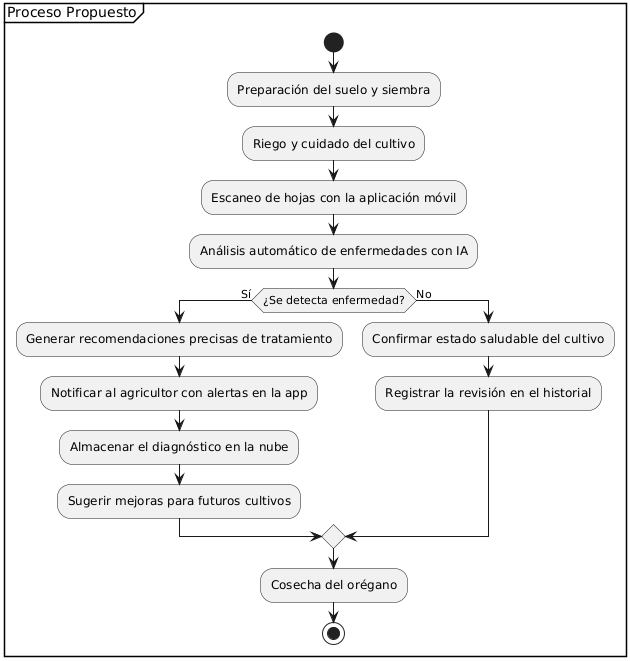 Proceso Propuesto
Preparación del suelo y siembra
Riego y cuidado del cultivo
Escaneo de hojas con la aplicación móvil
Análisis automático de enfermedades con IA
¿Se detecta enfermedad?
Sí
Generar recomendaciones precisas de tratamiento
Notificar al agricultor con alertas en la app
Almacenar el diagnóstico en la nube
Sugerir mejoras para futuros cultivos
No
Confirmar estado saludable del cultivo
Registrar la revisión en el historial
Cosecha del orégano